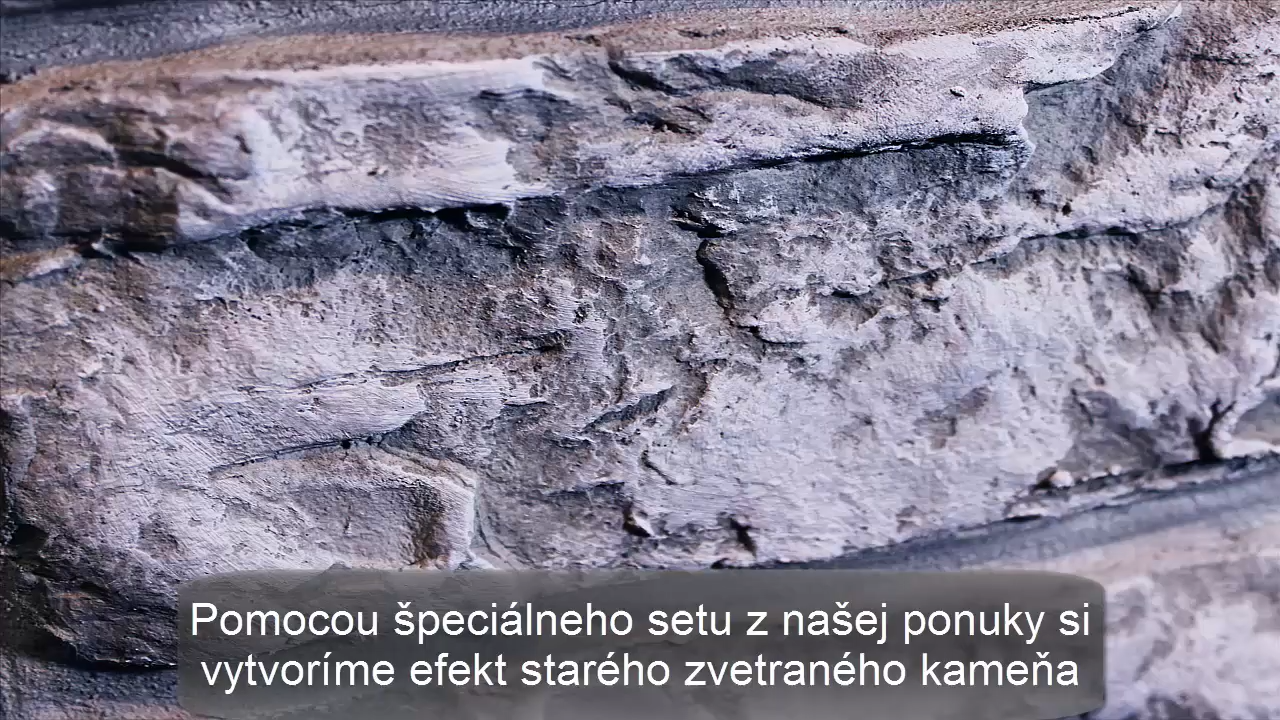 Pomocou špeciálneho setu z našej ponuky si
vytvoríme efekt starého zvetraného kameňa